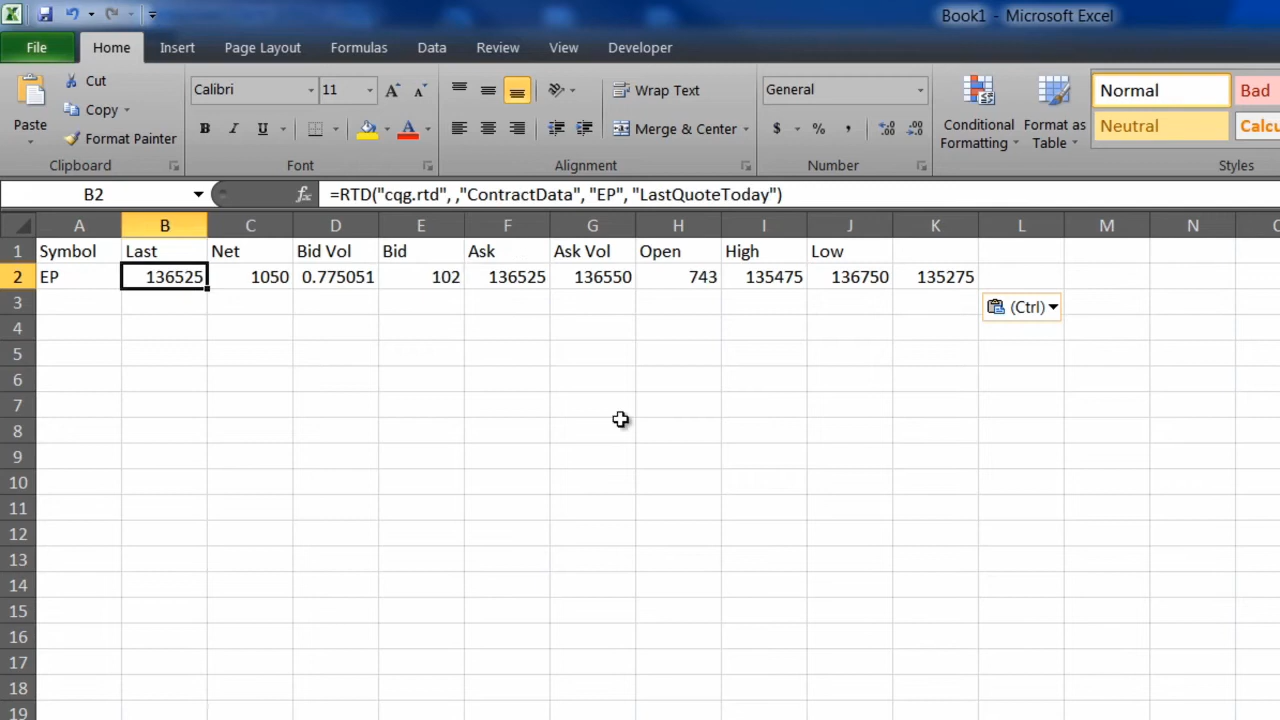 Book1 - Microsoft Excel
File Home Insert Page Layout Formulas Data Review View Developer
Paste
Cut
Copy
Format Painter
Clipboard
Calibri 11
B I U
Font
Wrap Text
Merge & Center
Alignment
General
$ % ,
Number
Conditional
Formatting
Format as
Table
Normal Bad
Neutral Calcu
Styles
B2 fx =RTD("cqg.rtd", ,"ContractData", "EP", "LastQuoteToday")
A B C D E F G H I J K L M N
1 Symbol Last Net Bid Vol Bid Ask Ask Vol Open High Low
2 EP 136525 1050 0.775051 102 136525 136550 743 135475 136750 135275
3 (Ctrl)
4
5
6
7
8
9
10
11
12
13
14
15
16
17
18
19